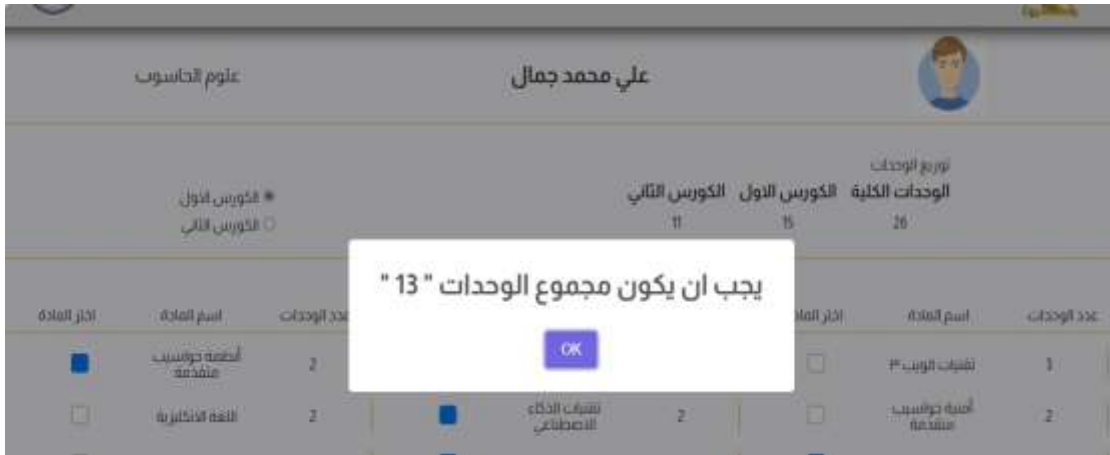 علي محمد جمال
علوم الحاسوب
توزيع الوحدات
الوحدات الكلية الكورس الاول الكورس الثاني
26 15 11
الكورس الاول
الكورس الثاني
يجب ان يكون مجموع الوحدات " 13 "
OK
عدد الوحدات اسم المادة اختر عدد الوحدات اسم المادة اختر المادة
تقنيات الويب ٣
2 أنظمة حواسيب
متقدمة
2 أمنية حواسيب
متقدمة
2 تقنيات الذكاء
الاصطناعي
2 اللغة الانكليزية